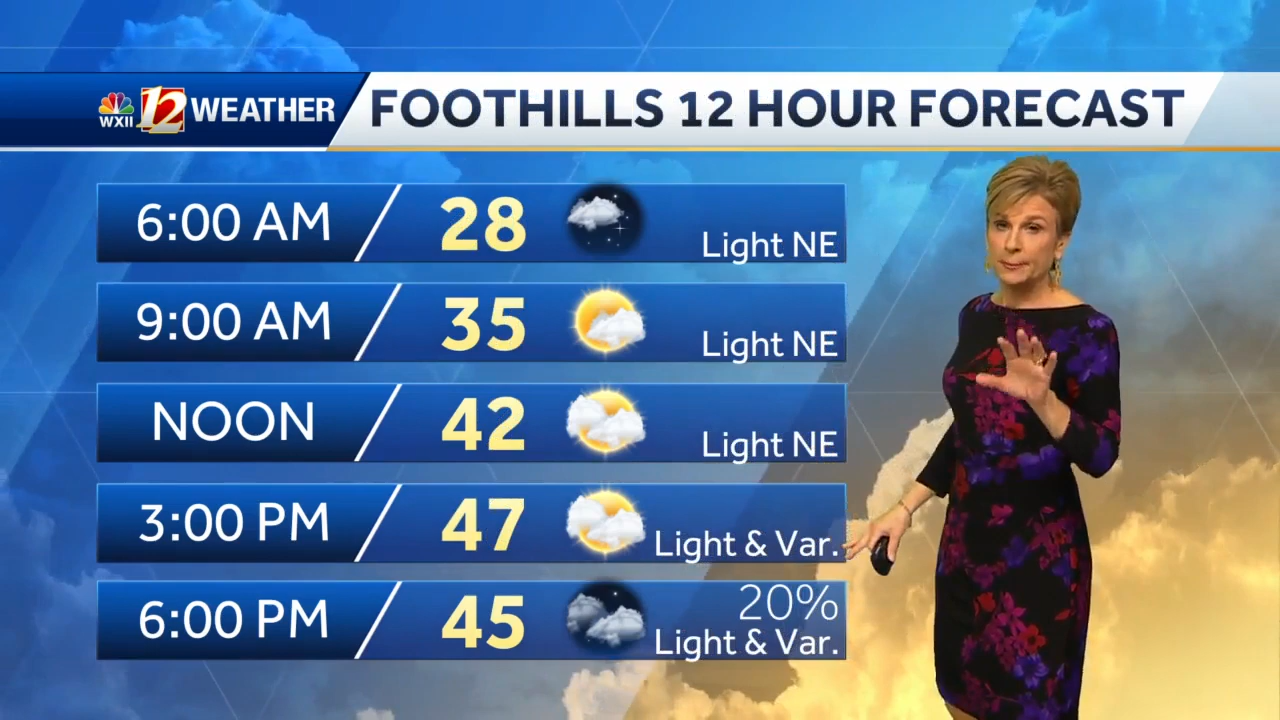 WXII 12 WEATHER
FOOTHILLS 12 HOUR FORECAST
6:00 AM 28 Light NE
9:00 AM 35 Light NE
NOON 42 Light NE
3:00 PM 47 Light & Var.
6:00 PM 45 20%
Light & Var.